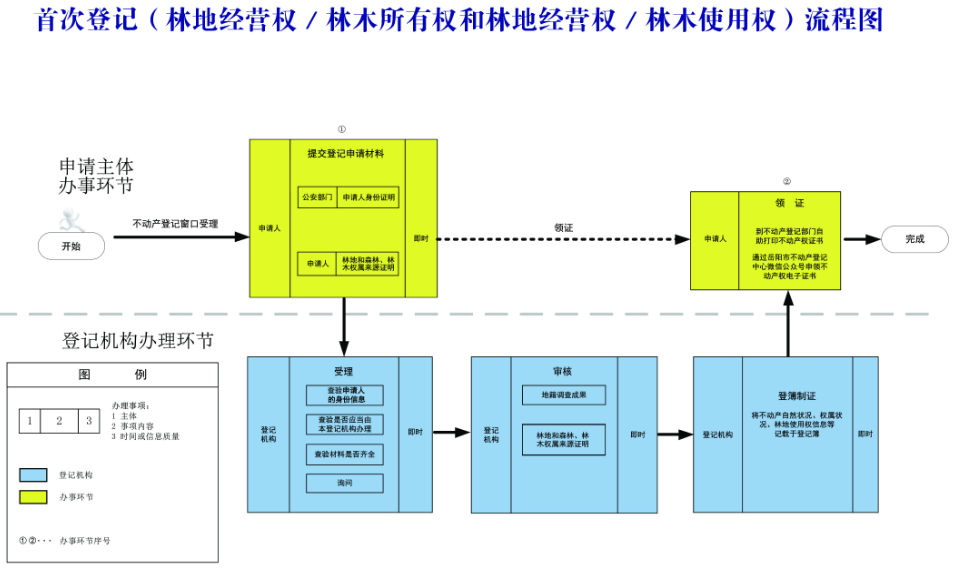 首次登记（林地经营权 / 林木所有权和林地经营权 / 林木使用权）流程图
①
申请主体
办事环节
开始
不动产登记窗口受理
申请人
提交登记申请材料
公安部门
申请人身份证明
申请人
林地和森林、林
木权属来源证明
即时
领证
②
申请人
领 证
到不动产登记部门自
助打印不动产权证书
通过岳阳市不动产登记
中心微信公众号申领不
动产权电子证书
完成
登记机构办理环节
图 例
1 2 3
办理事项：
1 主体
2 事项内容
3 时间或信息质量
登记机构
办事环节
①②··· 办事环节序号
登记
机构
受理
查验申请人
的身份信息
查验是否应当由
本登记机构办理
查验材料是否齐全
询问
即时
登记
机构
审核
地籍调查成果
林地和森林、林
木权属来源证明
即时
登记机构
登簿制证
将不动产自然状况、权属状
况、林地使用权信息等
记载于登记簿
即时